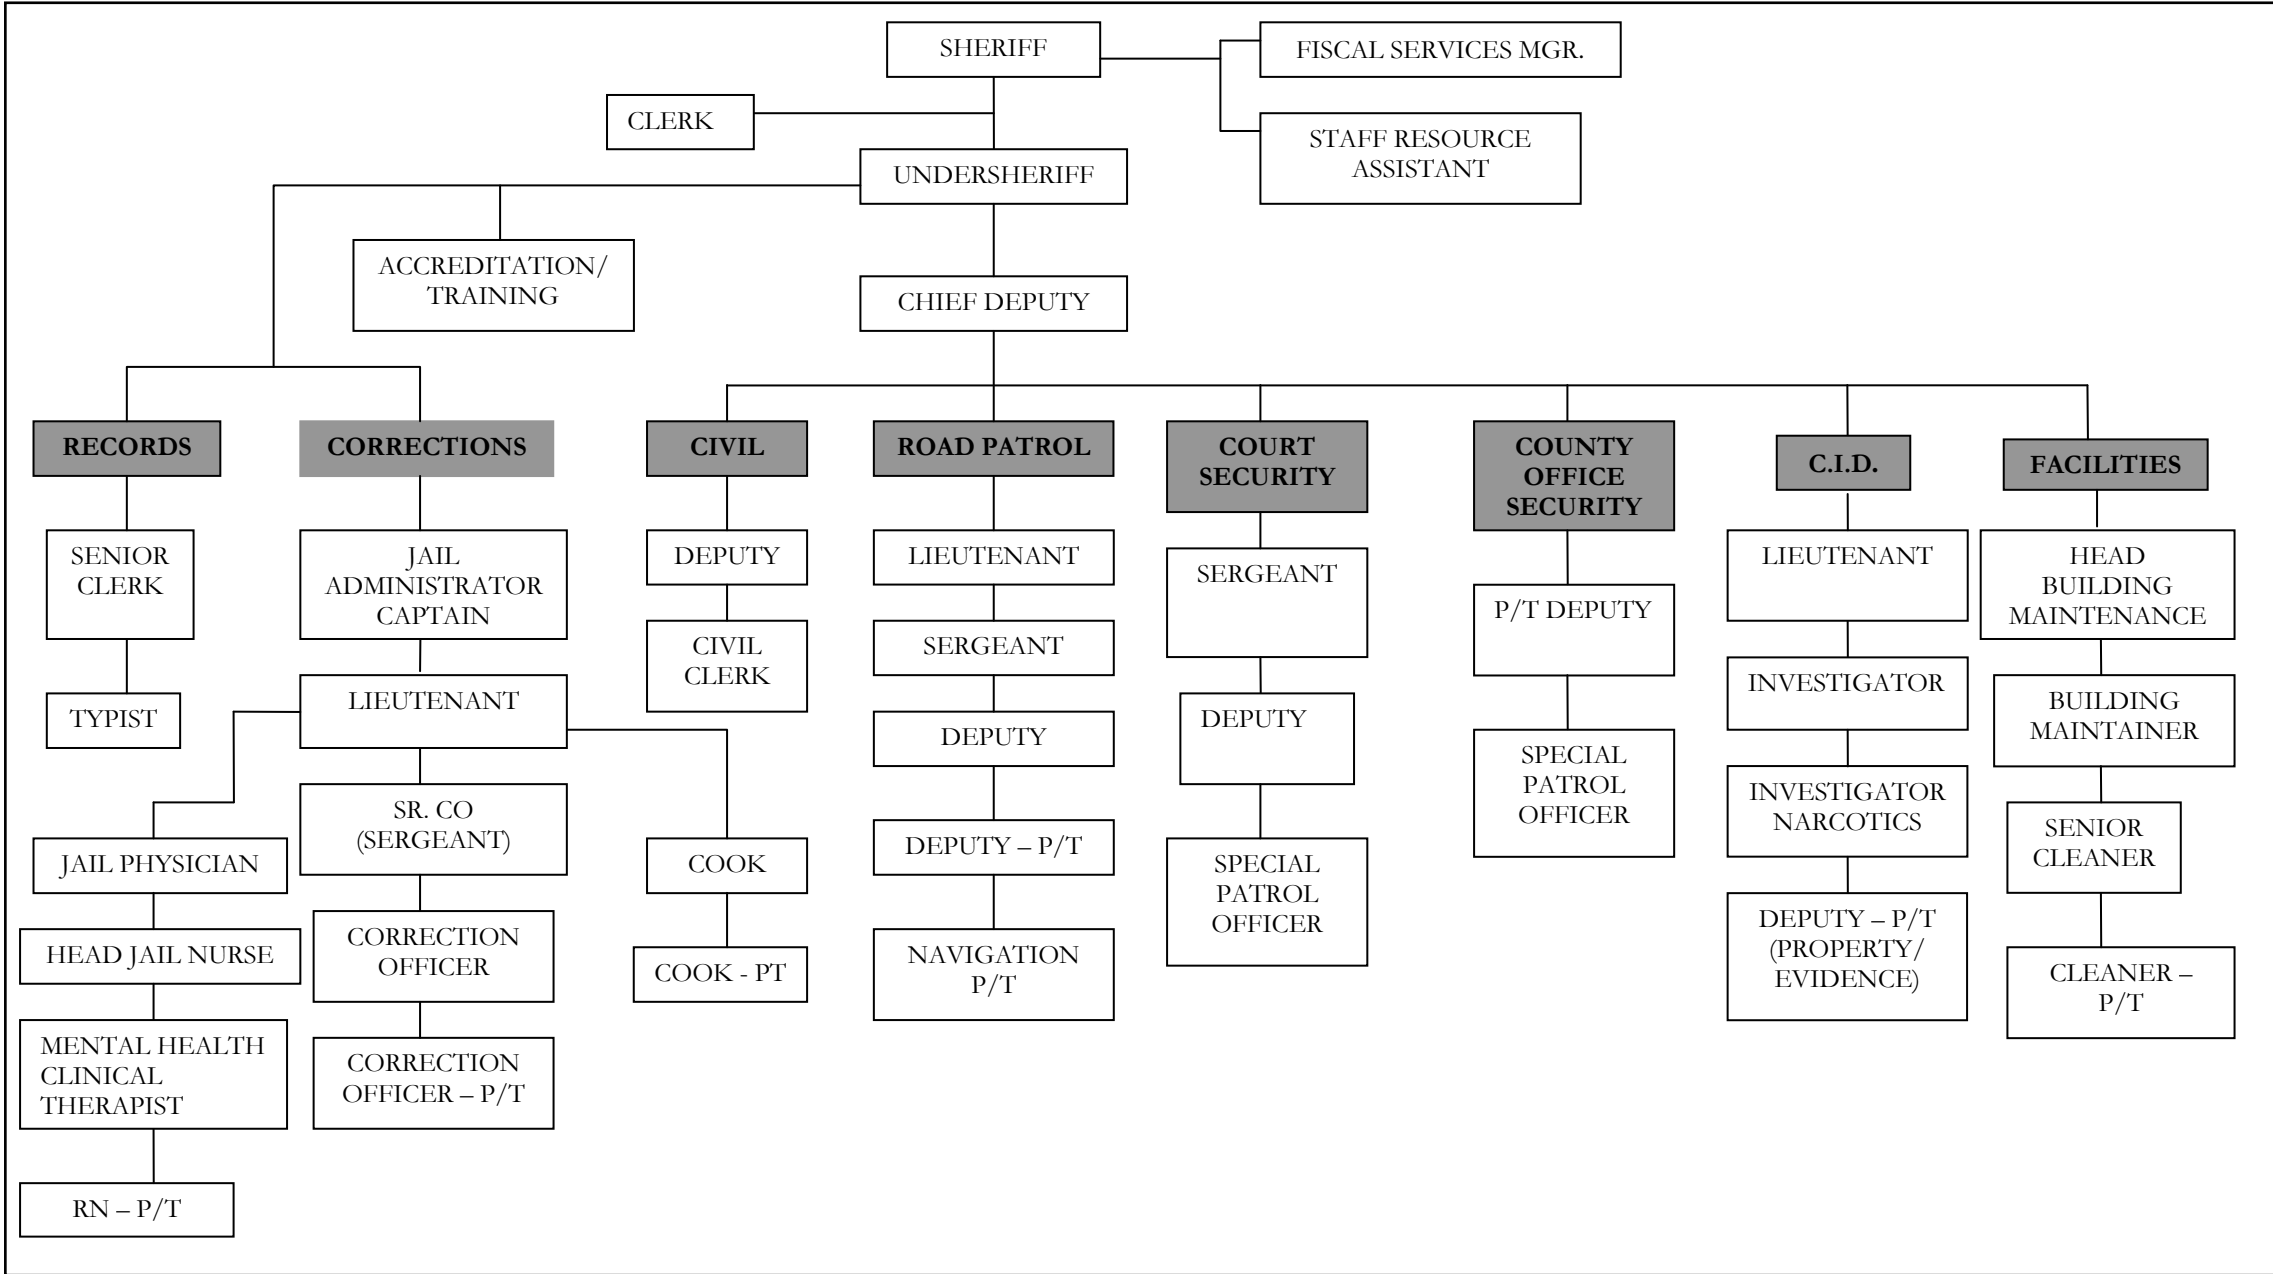 SHERIFF
FISCAL SERVICES MGR.
CLERK
STAFF RESOURCE
ASSISTANT
UNDERSHERIFF
ACCREDITATION/
TRAINING
CHIEF DEPUTY
RECORDS
SENIOR
CLERK
TYPIST
CORRECTIONS
JAIL
ADMINISTRATOR
CAPTAIN
LIEUTENANT
JAIL PHYSICIAN
HEAD JAIL NURSE
MENTAL HEALTH
CLINICAL
THERAPIST
RN – P/T
SR. CO
(SERGEANT)
CORRECTION
OFFICER
CORRECTION
OFFICER – P/T
COOK
COOK - PT
CIVIL
DEPUTY
CIVIL
CLERK
ROAD PATROL
LIEUTENANT
SERGEANT
DEPUTY
DEPUTY – P/T
NAVIGATION
P/T
COURT
SECURITY
SERGEANT
DEPUTY
SPECIAL
PATROL
OFFICER
COUNTY
OFFICE
SECURITY
P/T DEPUTY
SPECIAL
PATROL
OFFICER
C.I.D.
LIEUTENANT
INVESTIGATOR
INVESTIGATOR
NARCOTICS
DEPUTY – P/T
(PROPERTY/
EVIDENCE)
FACILITIES
HEAD
BUILDING
MAINTENANCE
BUILDING
MAINTAINER
SENIOR
CLEANER
CLEANER –
P/T